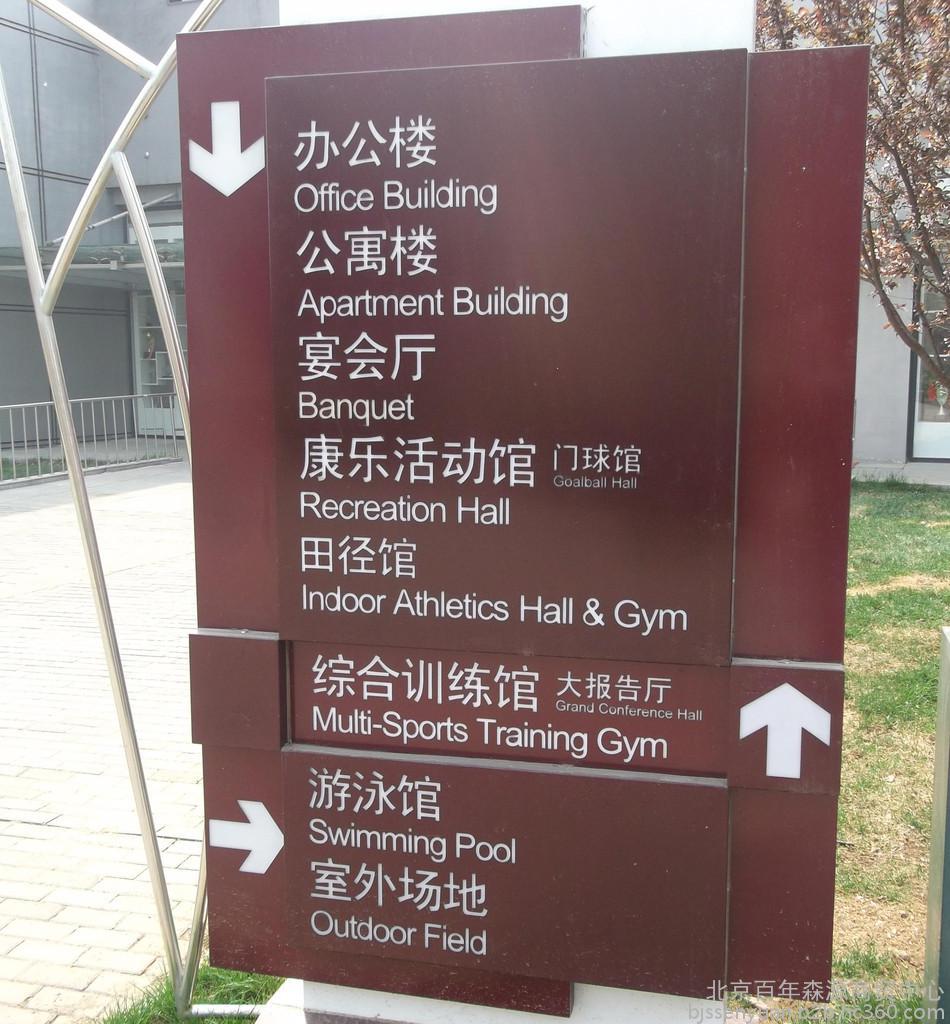 办公楼
Office Building
公寓楼
Apartment Building
宴会厅
Banquet
康乐活动馆 门球馆
Goalball Hall
Recreation Hall
田径馆
Indoor Athletics Hall & Gym
综合训练馆 大报告厅
Grand Conference Hall
Multi-Sports Training Gym
游泳馆
Swimming Pool
室外场地
Outdoor Field
北京百年森源